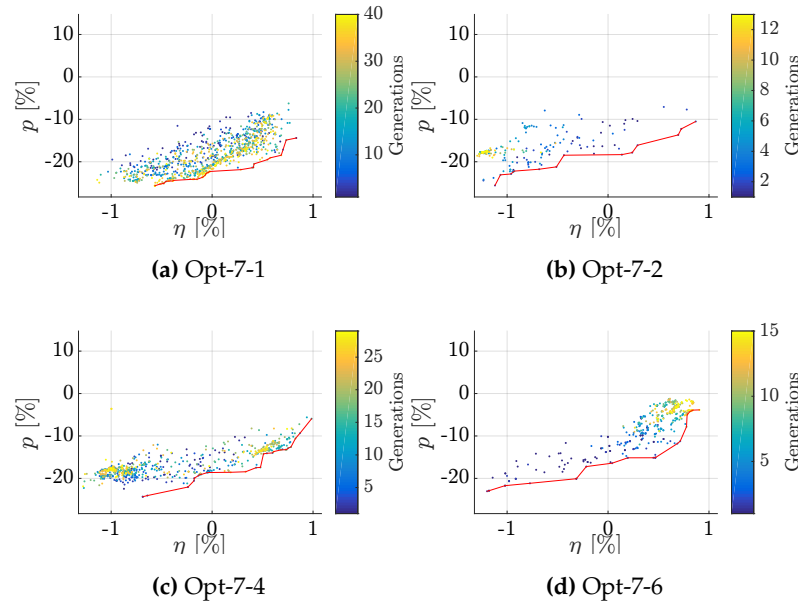 10
0
-10
-20
p [%]
-1
0
1
η [%]
40
30
20
10
Generations
(a) Opt-7-1
10
0
-10
-20
p [%]
-1
0
1
η [%]
12
10
8
6
4
2
Generations
(b) Opt-7-2
10
0
-10
-20
p [%]
-1
0
1
η [%]
25
20
15
10
5
Generations
(c) Opt-7-4
10
0
-10
-20
p [%]
-1
0
1
η [%]
15
10
5
Generations
(d) Opt-7-6